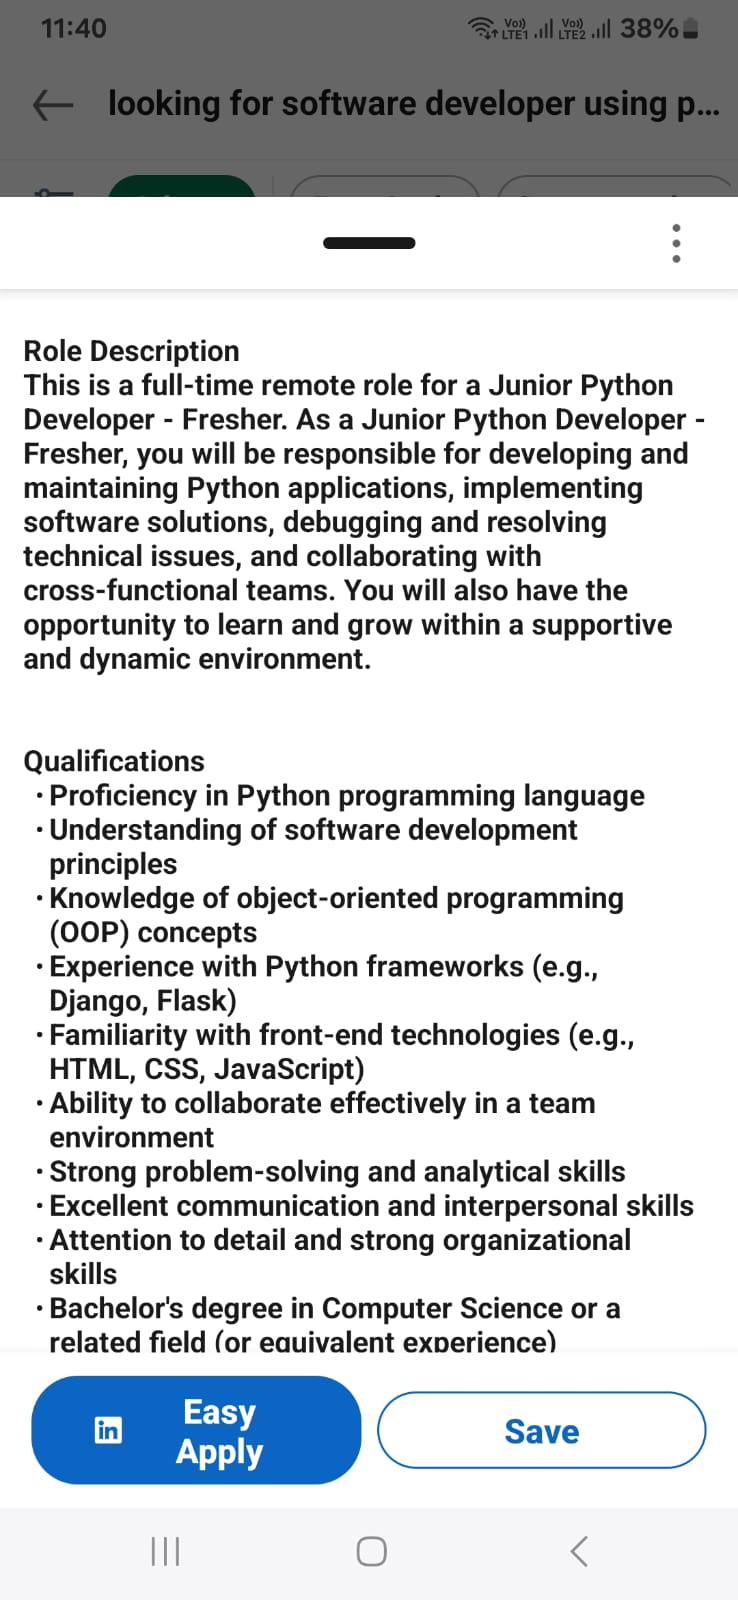 11:40
Vo)) LTE1 Vo)) LTE2 38%
looking for software developer using p...
Role Description
This is a full-time remote role for a Junior Python
Developer - Fresher. As a Junior Python Developer -
Fresher, you will be responsible for developing and
maintaining Python applications, implementing
software solutions, debugging and resolving
technical issues, and collaborating with
cross-functional teams. You will also have the
opportunity to learn and grow within a supportive
and dynamic environment.
Qualifications
· Proficiency in Python programming language
· Understanding of software development
principles
· Knowledge of object-oriented programming
(OOP) concepts
· Experience with Python frameworks (e.g.,
Django, Flask)
· Familiarity with front-end technologies (e.g.,
HTML, CSS, JavaScript)
· Ability to collaborate effectively in a team
environment
· Strong problem-solving and analytical skills
· Excellent communication and interpersonal skills
· Attention to detail and strong organizational
skills
· Bachelor's degree in Computer Science or a
related field (or equivalent experience)
in Easy
Apply
Save